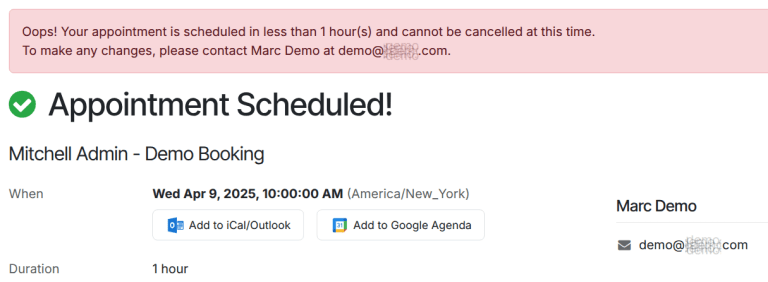 Oops! Your appointment is scheduled in less than 1 hour(s) and cannot be cancelled at this time.
To make any changes, please contact Marc Demo at demo@ .com.
Appointment Scheduled!
Mitchell Admin - Demo Booking
When
Wed Apr 9, 2025, 10:00:00 AM (America/New_York)
Add to iCal/Outlook
Add to Google Agenda
Marc Demo
demo@ com
Duration
1 hour